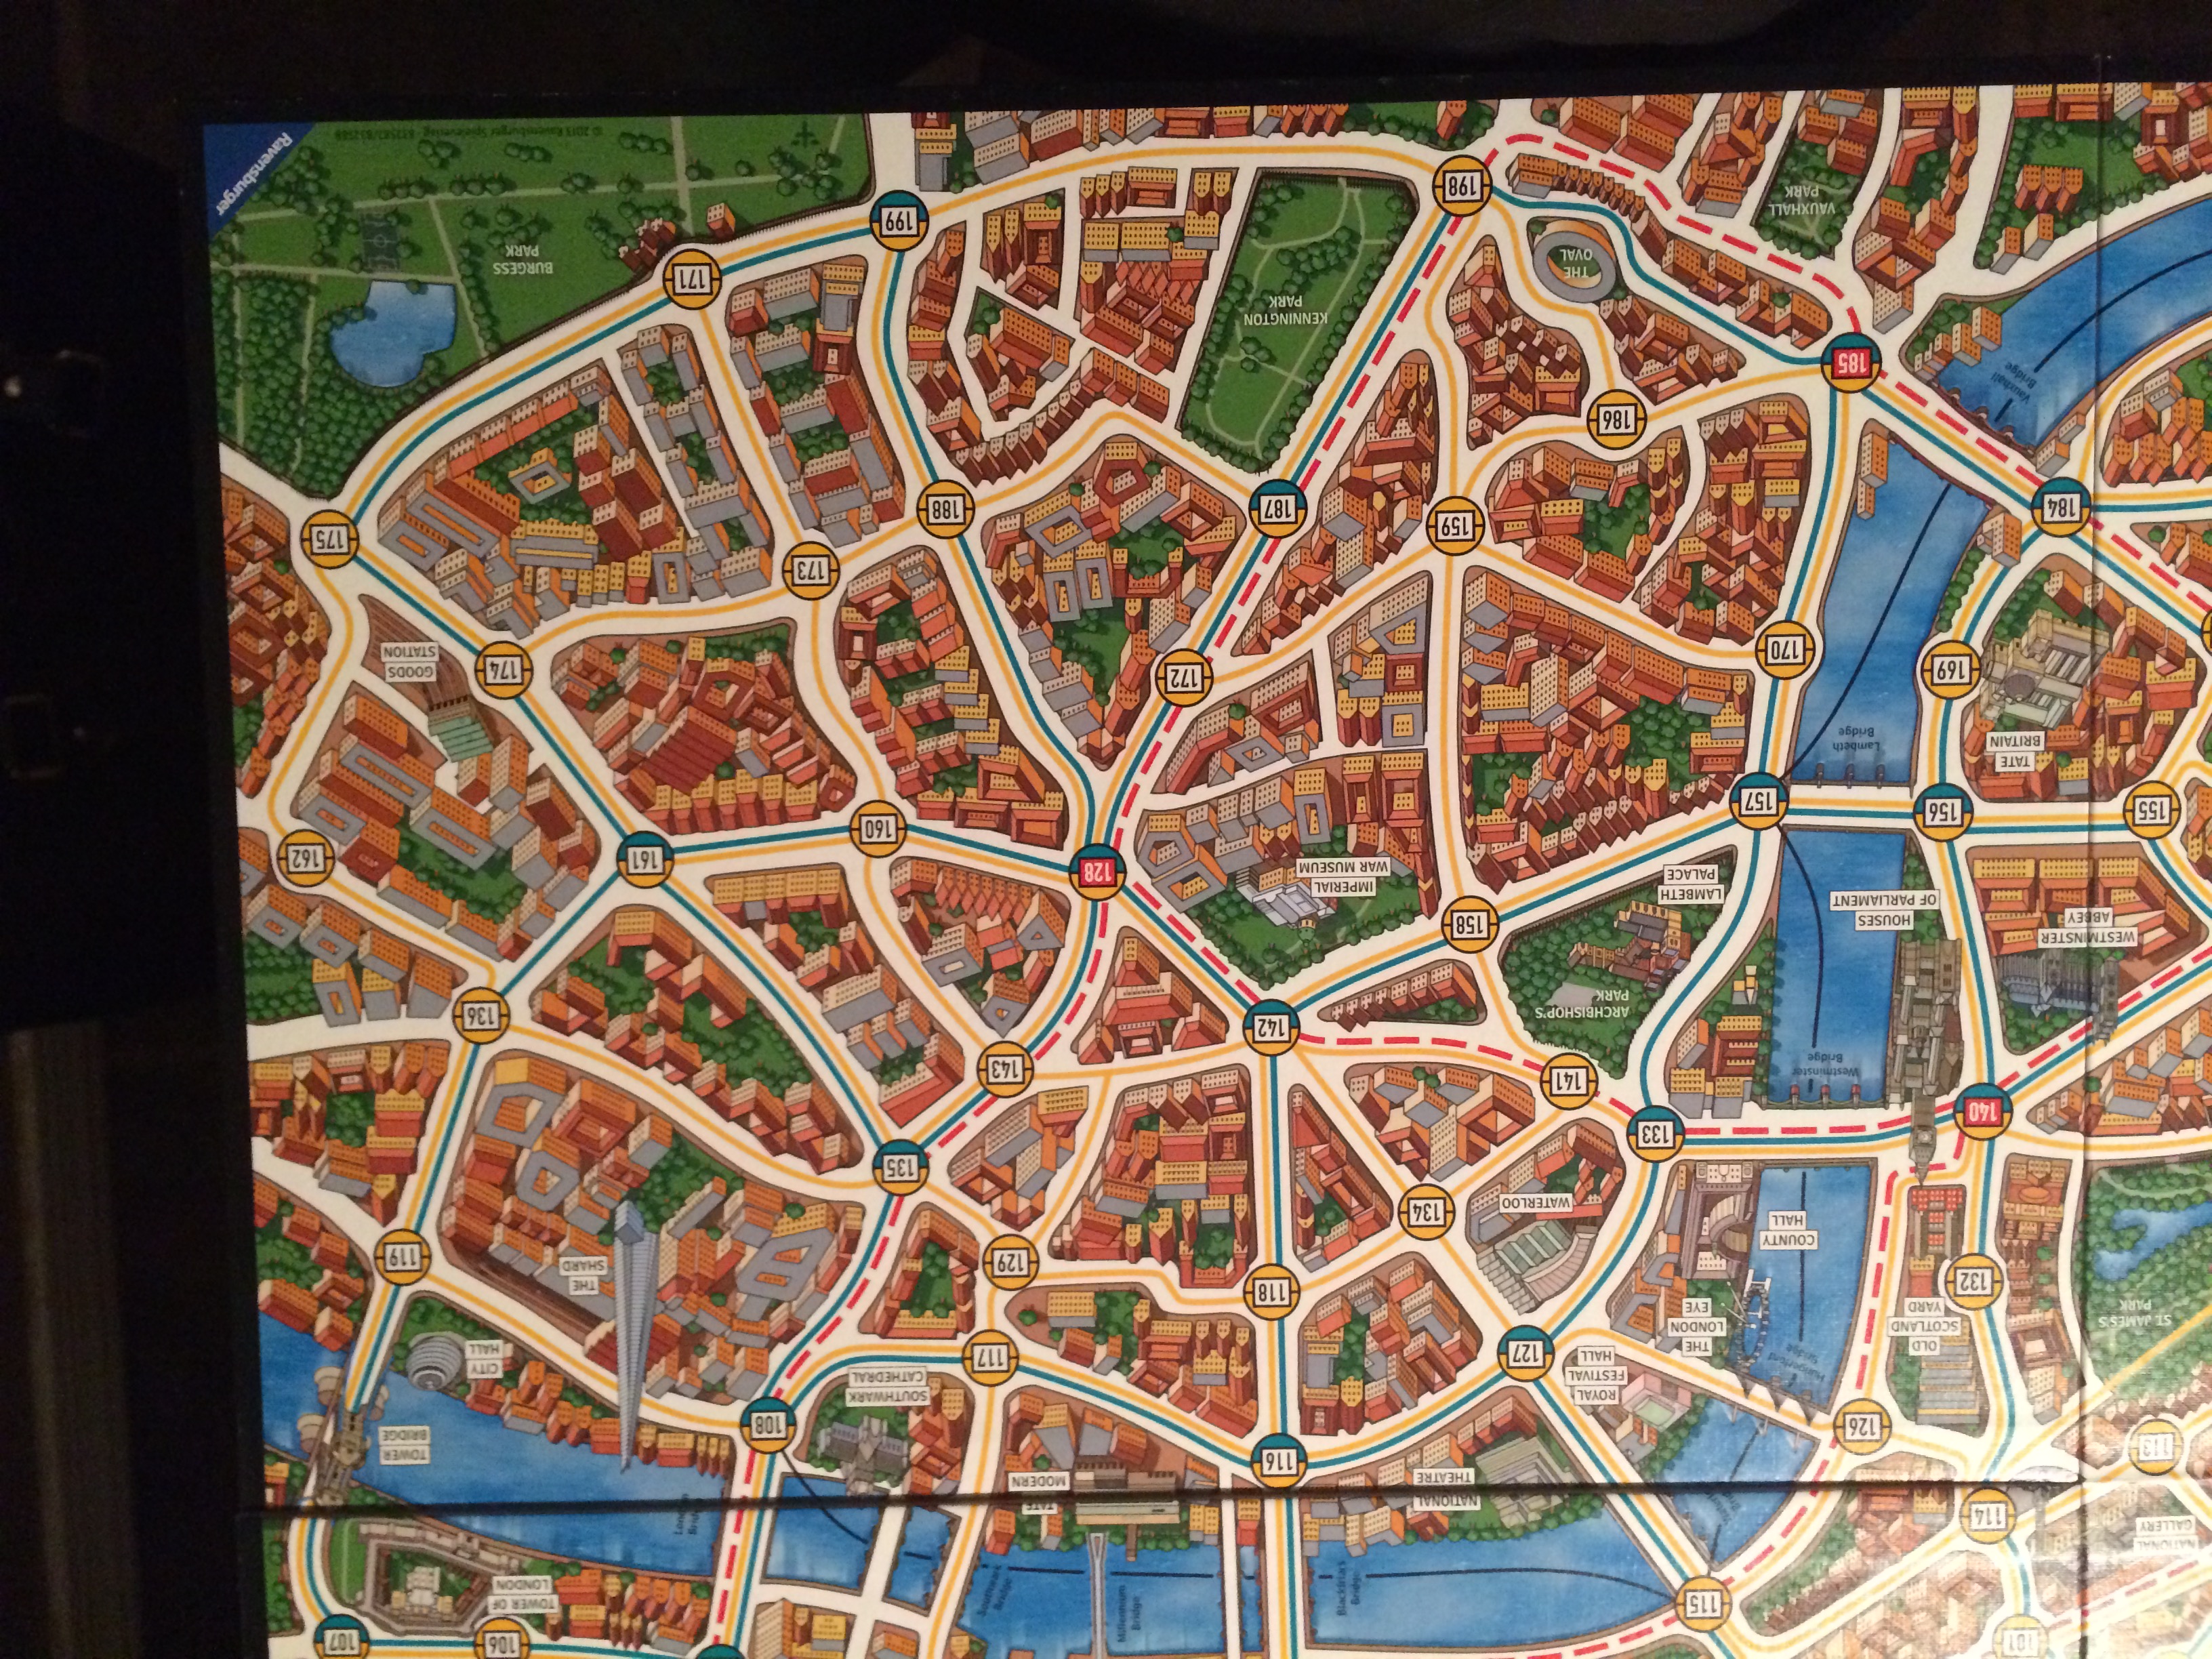 101
106
107
115
TOWER OF
LONDON
Blackfriars
Bridge
Millennium
Bridge
Southwark
Bridge
NATIONAL
GALLERY
114
113
126
NATIONAL
THEATRE
116
TATE
MODERN
London
Bridge
TOWER
BRIDGE
108
ROYAL
FESTIVAL
HALL
SOUTHWARK
CATHEDRAL
Hungerford
Bridge
127
117
CITY
HALL
OLD
SCOTLAND
YARD
THE
LONDON
EYE
ST. JAMES'S
PARK
132
118
129
THE
SHARD
119
COUNTY
HALL
WATERLOO
134
135
140
133
141
143
Westminster
Bridge
142
136
ARCHBISHOP'S
PARK
WESTMINSTER
ABBEY
HOUSES
OF PARLIAMENT
LAMBETH
PALACE
158
IMPERIAL
WAR MUSEUM
128
160
161
162
155
156
157
TATE
BRITAIN
Lambeth
Bridge
169
170
172
174
GOODS
STATION
173
175
159
184
187
188
186
Vauxhall
Bridge
185
KENNINGTON
PARK
THE
OVAL
171
BURGESS
PARK
VAUXHALL
PARK
198
199
Ravensburger